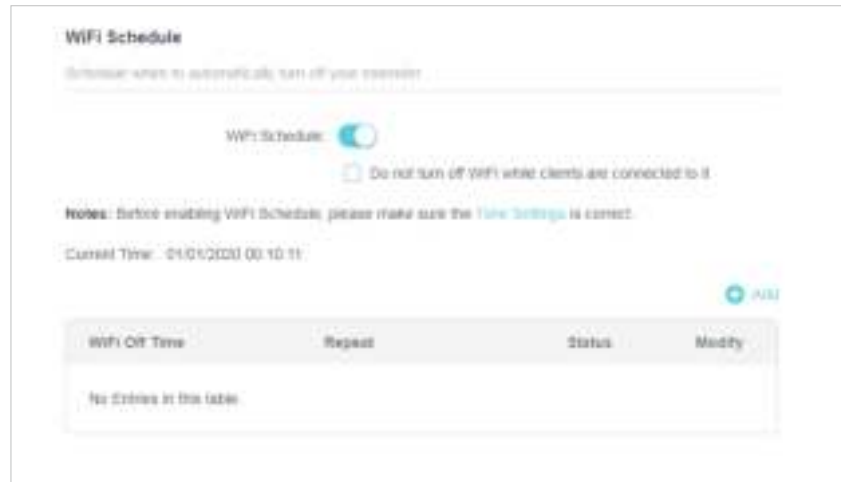 WiFi Schedule
Schedule when to automatically turn off your extender.
WiFi Schedule:
Do not turn off WiFi while clients are connected to it
Notes: Before enabling WiFi Schedule, please make sure the Time Settings is correct.
Current Time: 01/01/2020 00:10:11
Add
WiFi Off Time Repeat Status Modify
No Entries in this table.